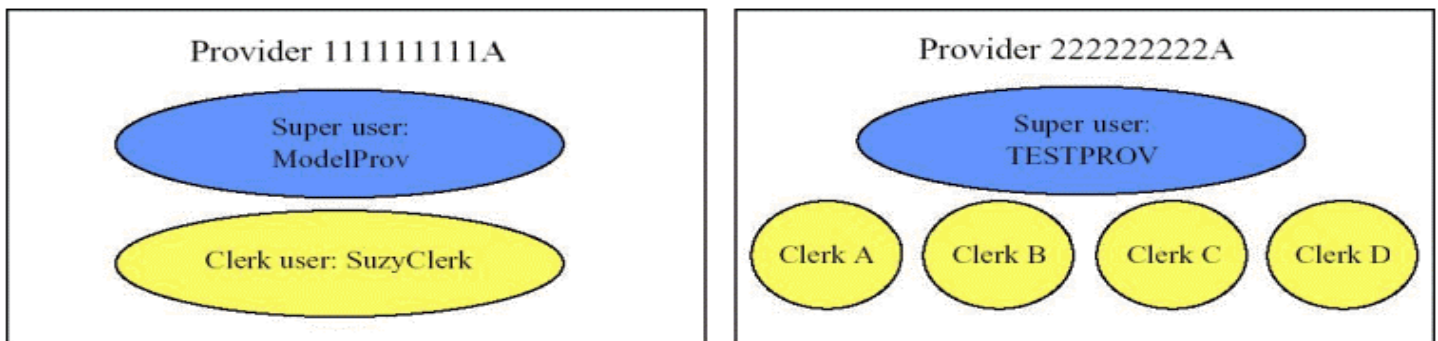 Provider 111111111A
Super user:
ModelProv
Clerk user: SuzyClerk
Provider 222222222A
Super user:
TESTPROV
Clerk A
Clerk B
Clerk C
Clerk D